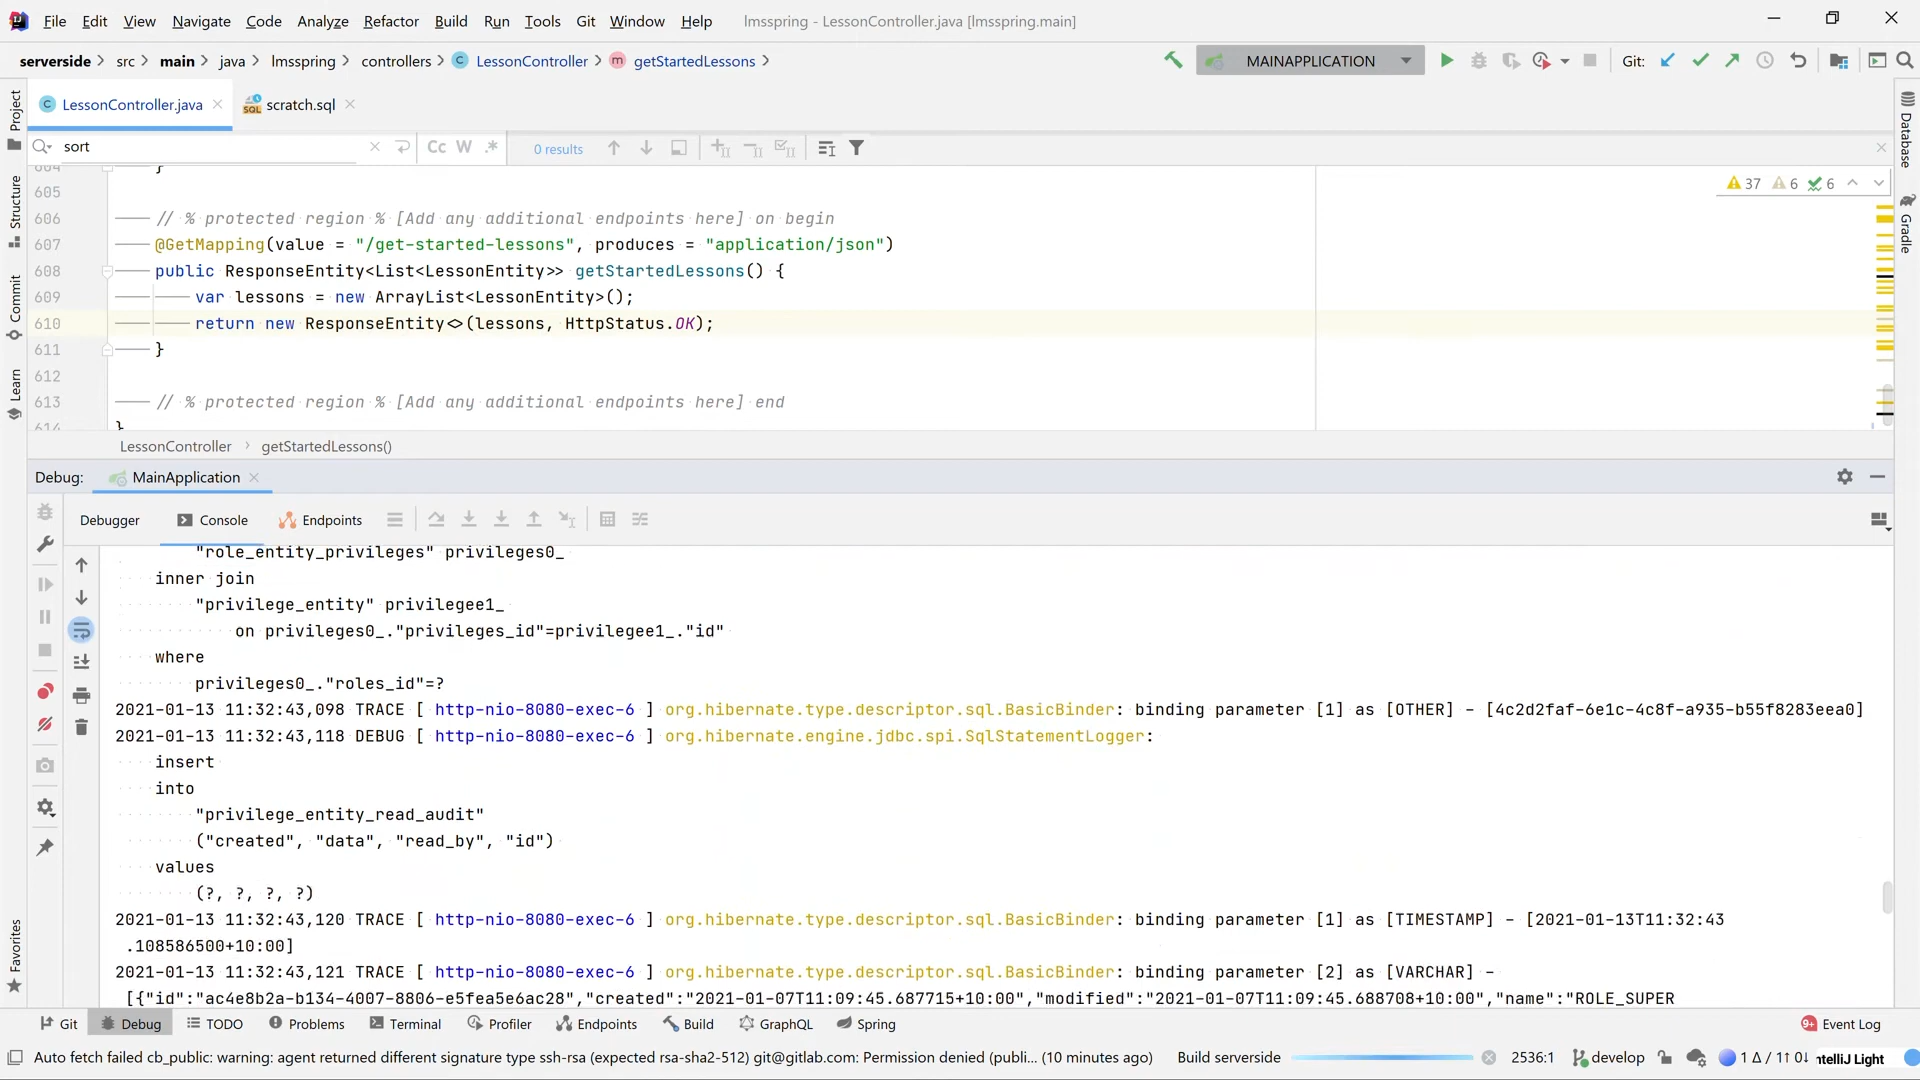 File Edit View Navigate Code Analyze Refactor Build Run Tools Git Window Help lmsspring - LessonController.java [lmsspring.main]
serverside src main java lmsspring controllers C LessonController m getStartedLessons MAINAPPLICATION Git:
Project
C LessonController.java SQL scratch.sql
Database
sort Cc W .* 0 results
604 }
605
37 6 6
606 // % protected region % [Add any additional endpoints here] on begin
607 @GetMapping(value = "/get-started-lessons", produces = "application/json")
608 public ResponseEntity<List<LessonEntity>> getStartedLessons() {
609 var lessons = new ArrayList<LessonEntity>();
610 return new ResponseEntity<>(lessons, HttpStatus.OK);
611 }
612
613 // % protected region % [Add any additional endpoints here] end
614 }
Structure
Gradle
Commit
Learn
LessonController getStartedLessons()
Debug: MainApplication
Debugger Console Endpoints
"role_entity_privileges" privileges0_
inner join
"privilege_entity" privilegee1_
on privileges0_."privileges_id"=privilegee1_."id"
where
privileges0_."roles_id"=?
2021-01-13 11:32:43,098 TRACE [ http-nio-8080-exec-6 ] org.hibernate.type.descriptor.sql.BasicBinder: binding parameter [1] as [OTHER] - [4c2d2faf-6e1c-4c8f-a935-b55f8283eea0]
2021-01-13 11:32:43,118 DEBUG [ http-nio-8080-exec-6 ] org.hibernate.engine.jdbc.spi.SqlStatementLogger:
insert
into
"privilege_entity_read_audit"
("created", "data", "read_by", "id")
values
(?, ?, ?, ?)
2021-01-13 11:32:43,120 TRACE [ http-nio-8080-exec-6 ] org.hibernate.type.descriptor.sql.BasicBinder: binding parameter [1] as [TIMESTAMP] - [2021-01-13T11:32:43
.108586500+10:00]
2021-01-13 11:32:43,121 TRACE [ http-nio-8080-exec-6 ] org.hibernate.type.descriptor.sql.BasicBinder: binding parameter [2] as [VARCHAR] -
[{"id":"ac4e8b2a-b134-4007-8806-e5fea5e6ac28","created":"2021-01-07T11:09:45.687715+10:00","modified":"2021-01-07T11:09:45.688708+10:00","name":"ROLE_SUPER
Favorites
Git Debug TODO Problems Terminal Profiler Endpoints Build GraphQL Spring 9+ Event Log
Auto fetch failed cb_public: warning: agent returned different signature type ssh-rsa (expected rsa-sha2-512) git@gitlab.com: Permission denied (publi... (10 minutes ago) Build serverside 2536:1 develop 1 Δ / 1↑ 0↓ ntelliJ Light